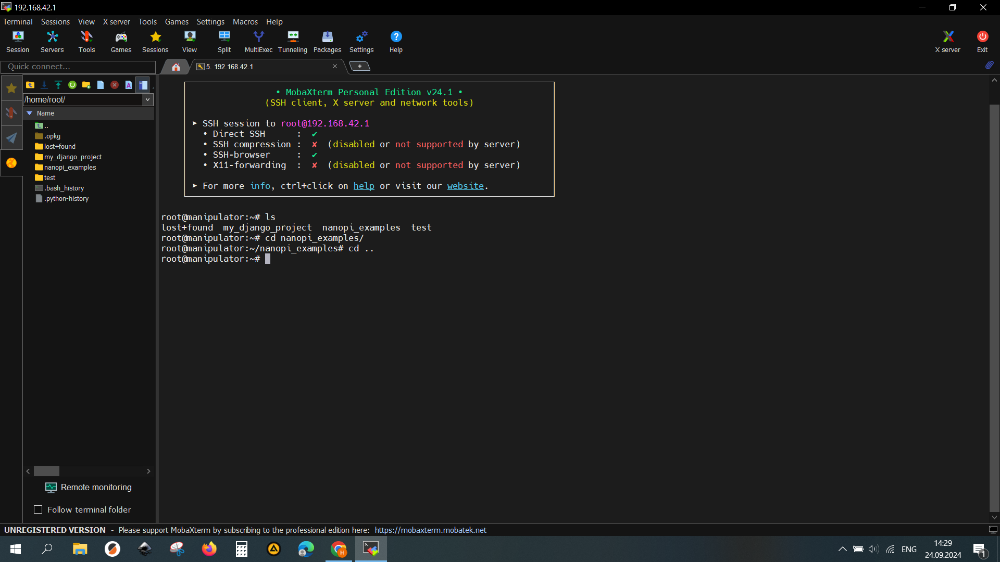 192.168.42.1
Terminal Sessions View X server Tools Games Settings Macros Help
Session Servers Tools Games Sessions View Split MultiExec Tunneling Packages Settings Help X server Exit
Quick connect...
5. 192.168.42.1
/home/root/
Name
..
.opkg
lost+found
my_django_project
nanopi_examples
test
.bash_history
.python-history
Remote monitoring
Follow terminal folder
• MobaXterm Personal Edition v24.1 •
(SSH client, X server and network tools)
➤ SSH session to root@192.168.42.1
• Direct SSH : ✔
• SSH compression : ✘ (disabled or not supported by server)
• SSH-browser : ✔
• X11-forwarding : ✘ (disabled or not supported by server)
➤ For more info, ctrl+click on help or visit our website.
root@manipulator:~# ls
lost+found my_django_project nanopi_examples test
root@manipulator:~# cd nanopi_examples/
root@manipulator:~/nanopi_examples# cd ..
root@manipulator:~#
UNREGISTERED VERSION - Please support MobaXterm by subscribing to the professional edition here: https://mobaxterm.mobatek.net
ENG
14:29
24.09.2024
1